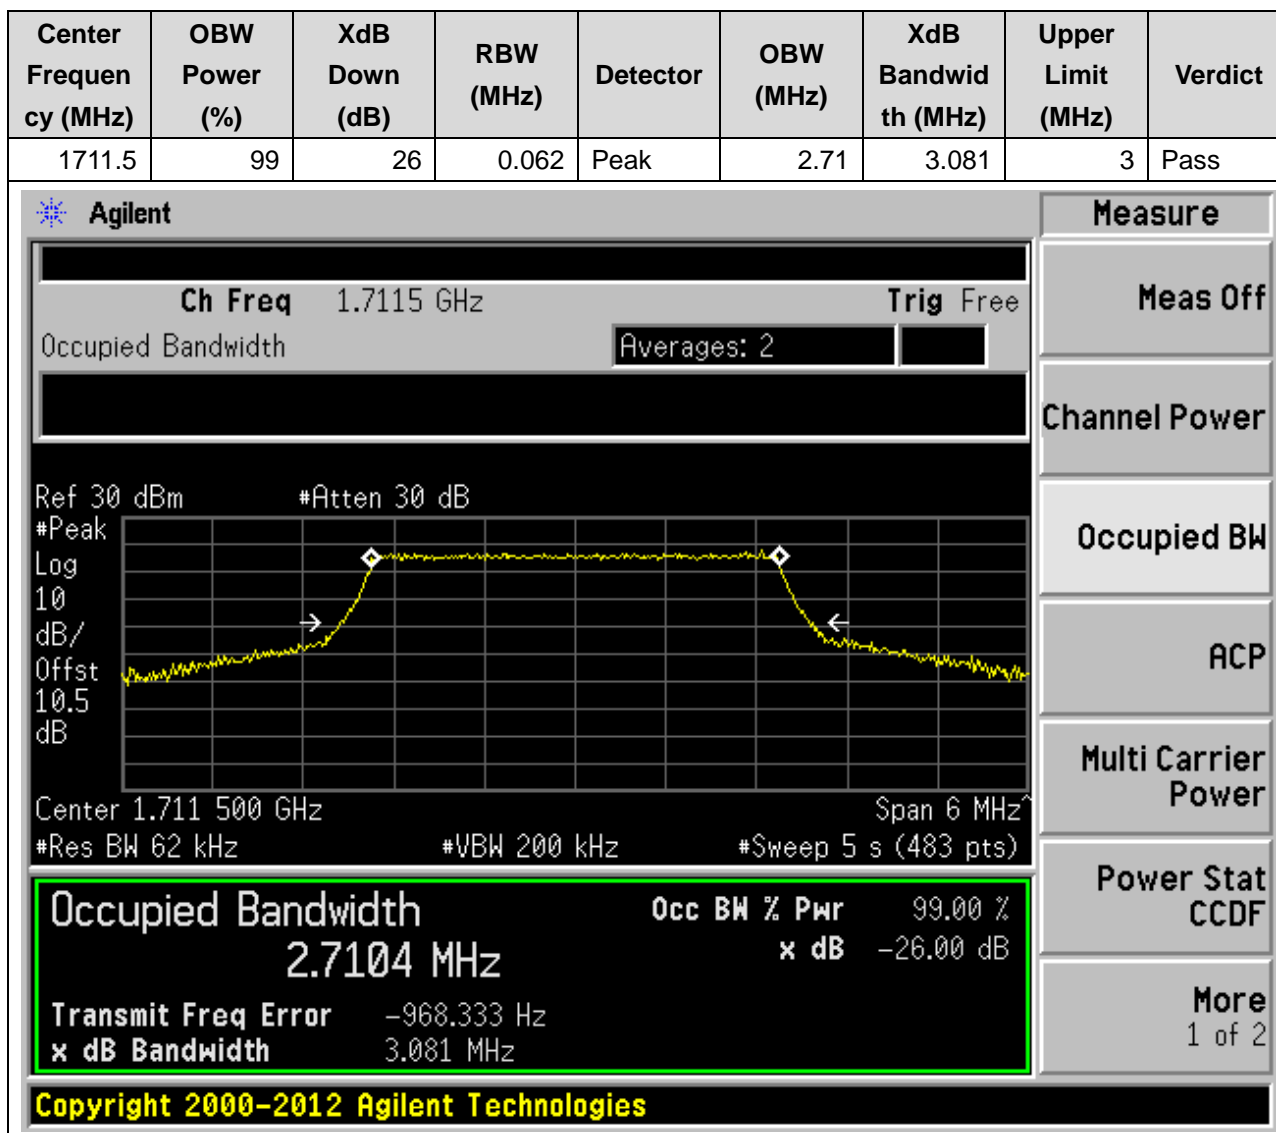 Center Frequen cy (MHz) OBW Power (%) XdB Down (dB) RBW (MHz) Detector OBW (MHz) XdB Bandwid th (MHz) Upper Limit (MHz) Verdict
1711.5 99 26 0.062 Peak 2.71 3.081 3 Pass
Agilent
Ch Freq 1.7115 GHz Trig Free
Occupied Bandwidth Averages: 2
Ref 30 dBm #Atten 30 dB
#Peak
Log
10
dB/
Offst
10.5
dB
Center 1.711 500 GHz Span 6 MHz^
#Res BW 62 kHz #VBW 200 kHz #Sweep 5 s (483 pts)
Occupied Bandwidth Occ BW % Pwr 99.00 %
2.7104 MHz x dB -26.00 dB
Transmit Freq Error -968.333 Hz
x dB Bandwidth 3.081 MHz
Copyright 2000-2012 Agilent Technologies
Measure
Meas Off
Channel Power
Occupied BW
ACP
Multi Carrier
Power
Power Stat
CCDF
More
1 of 2